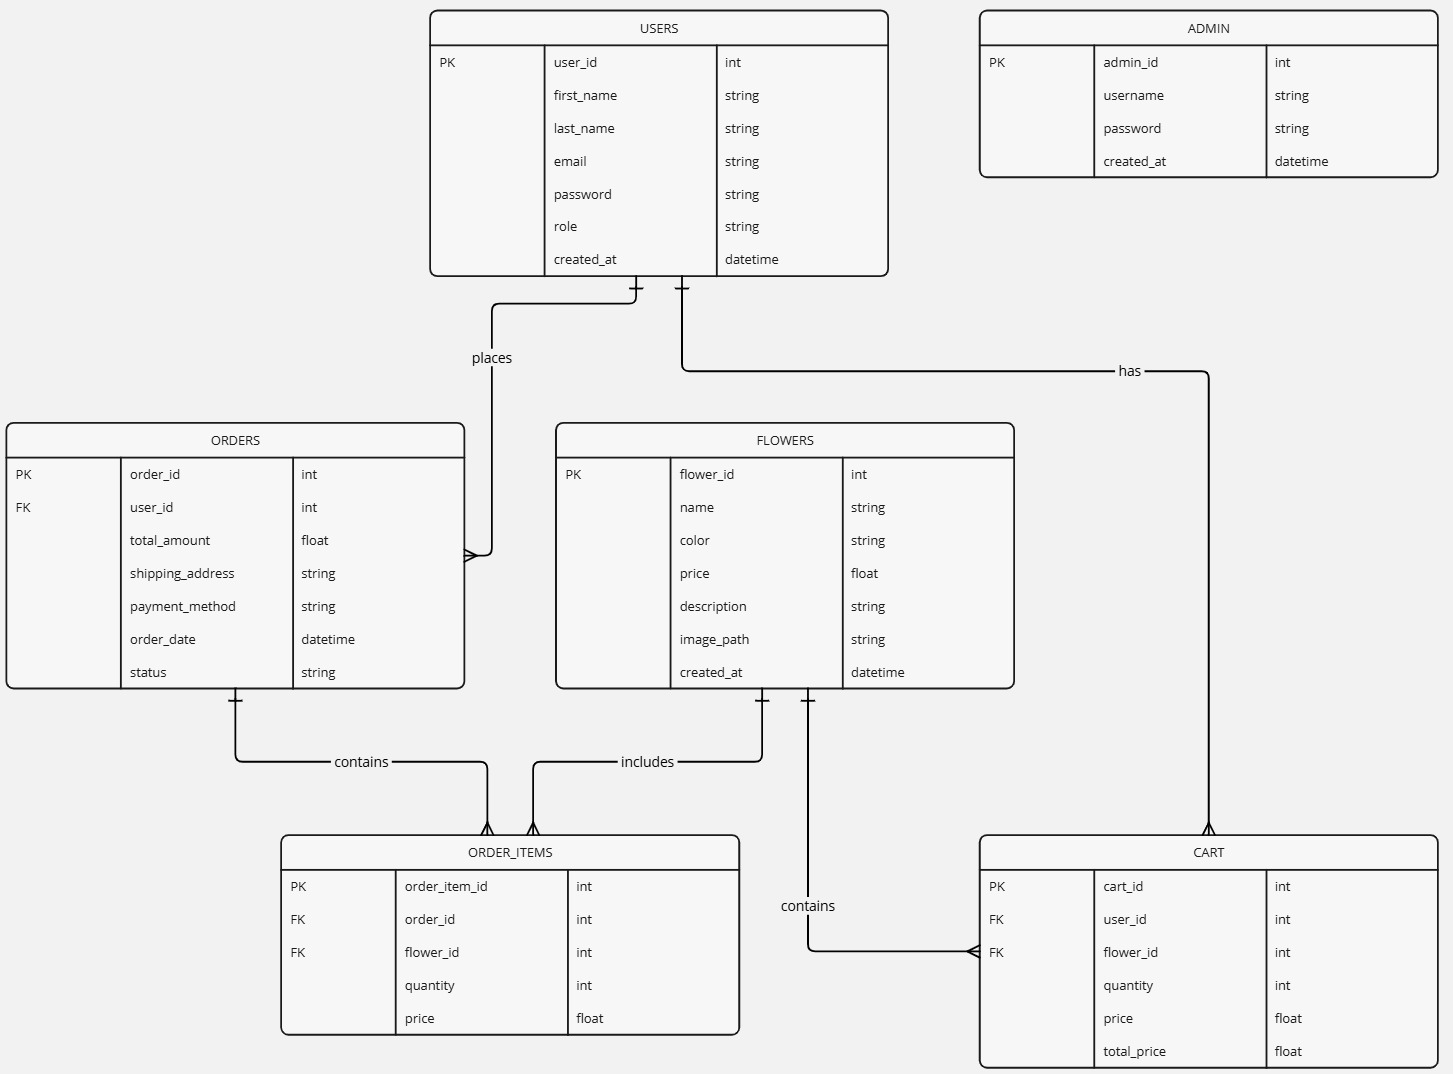 USERS
PK user_id int
first_name string
last_name string
email string
password string
role string
created_at datetime
ADMIN
PK admin_id int
username string
password string
created_at datetime
places
has
ORDERS
PK order_id int
FK user_id int
total_amount float
shipping_address string
payment_method string
order_date datetime
status string
FLOWERS
PK flower_id int
name string
color string
price float
description string
image_path string
created_at datetime
contains
includes
contains
ORDER_ITEMS
PK order_item_id int
FK order_id int
FK flower_id int
quantity int
price float
CART
PK cart_id int
FK user_id int
FK flower_id int
quantity int
price float
total_price float